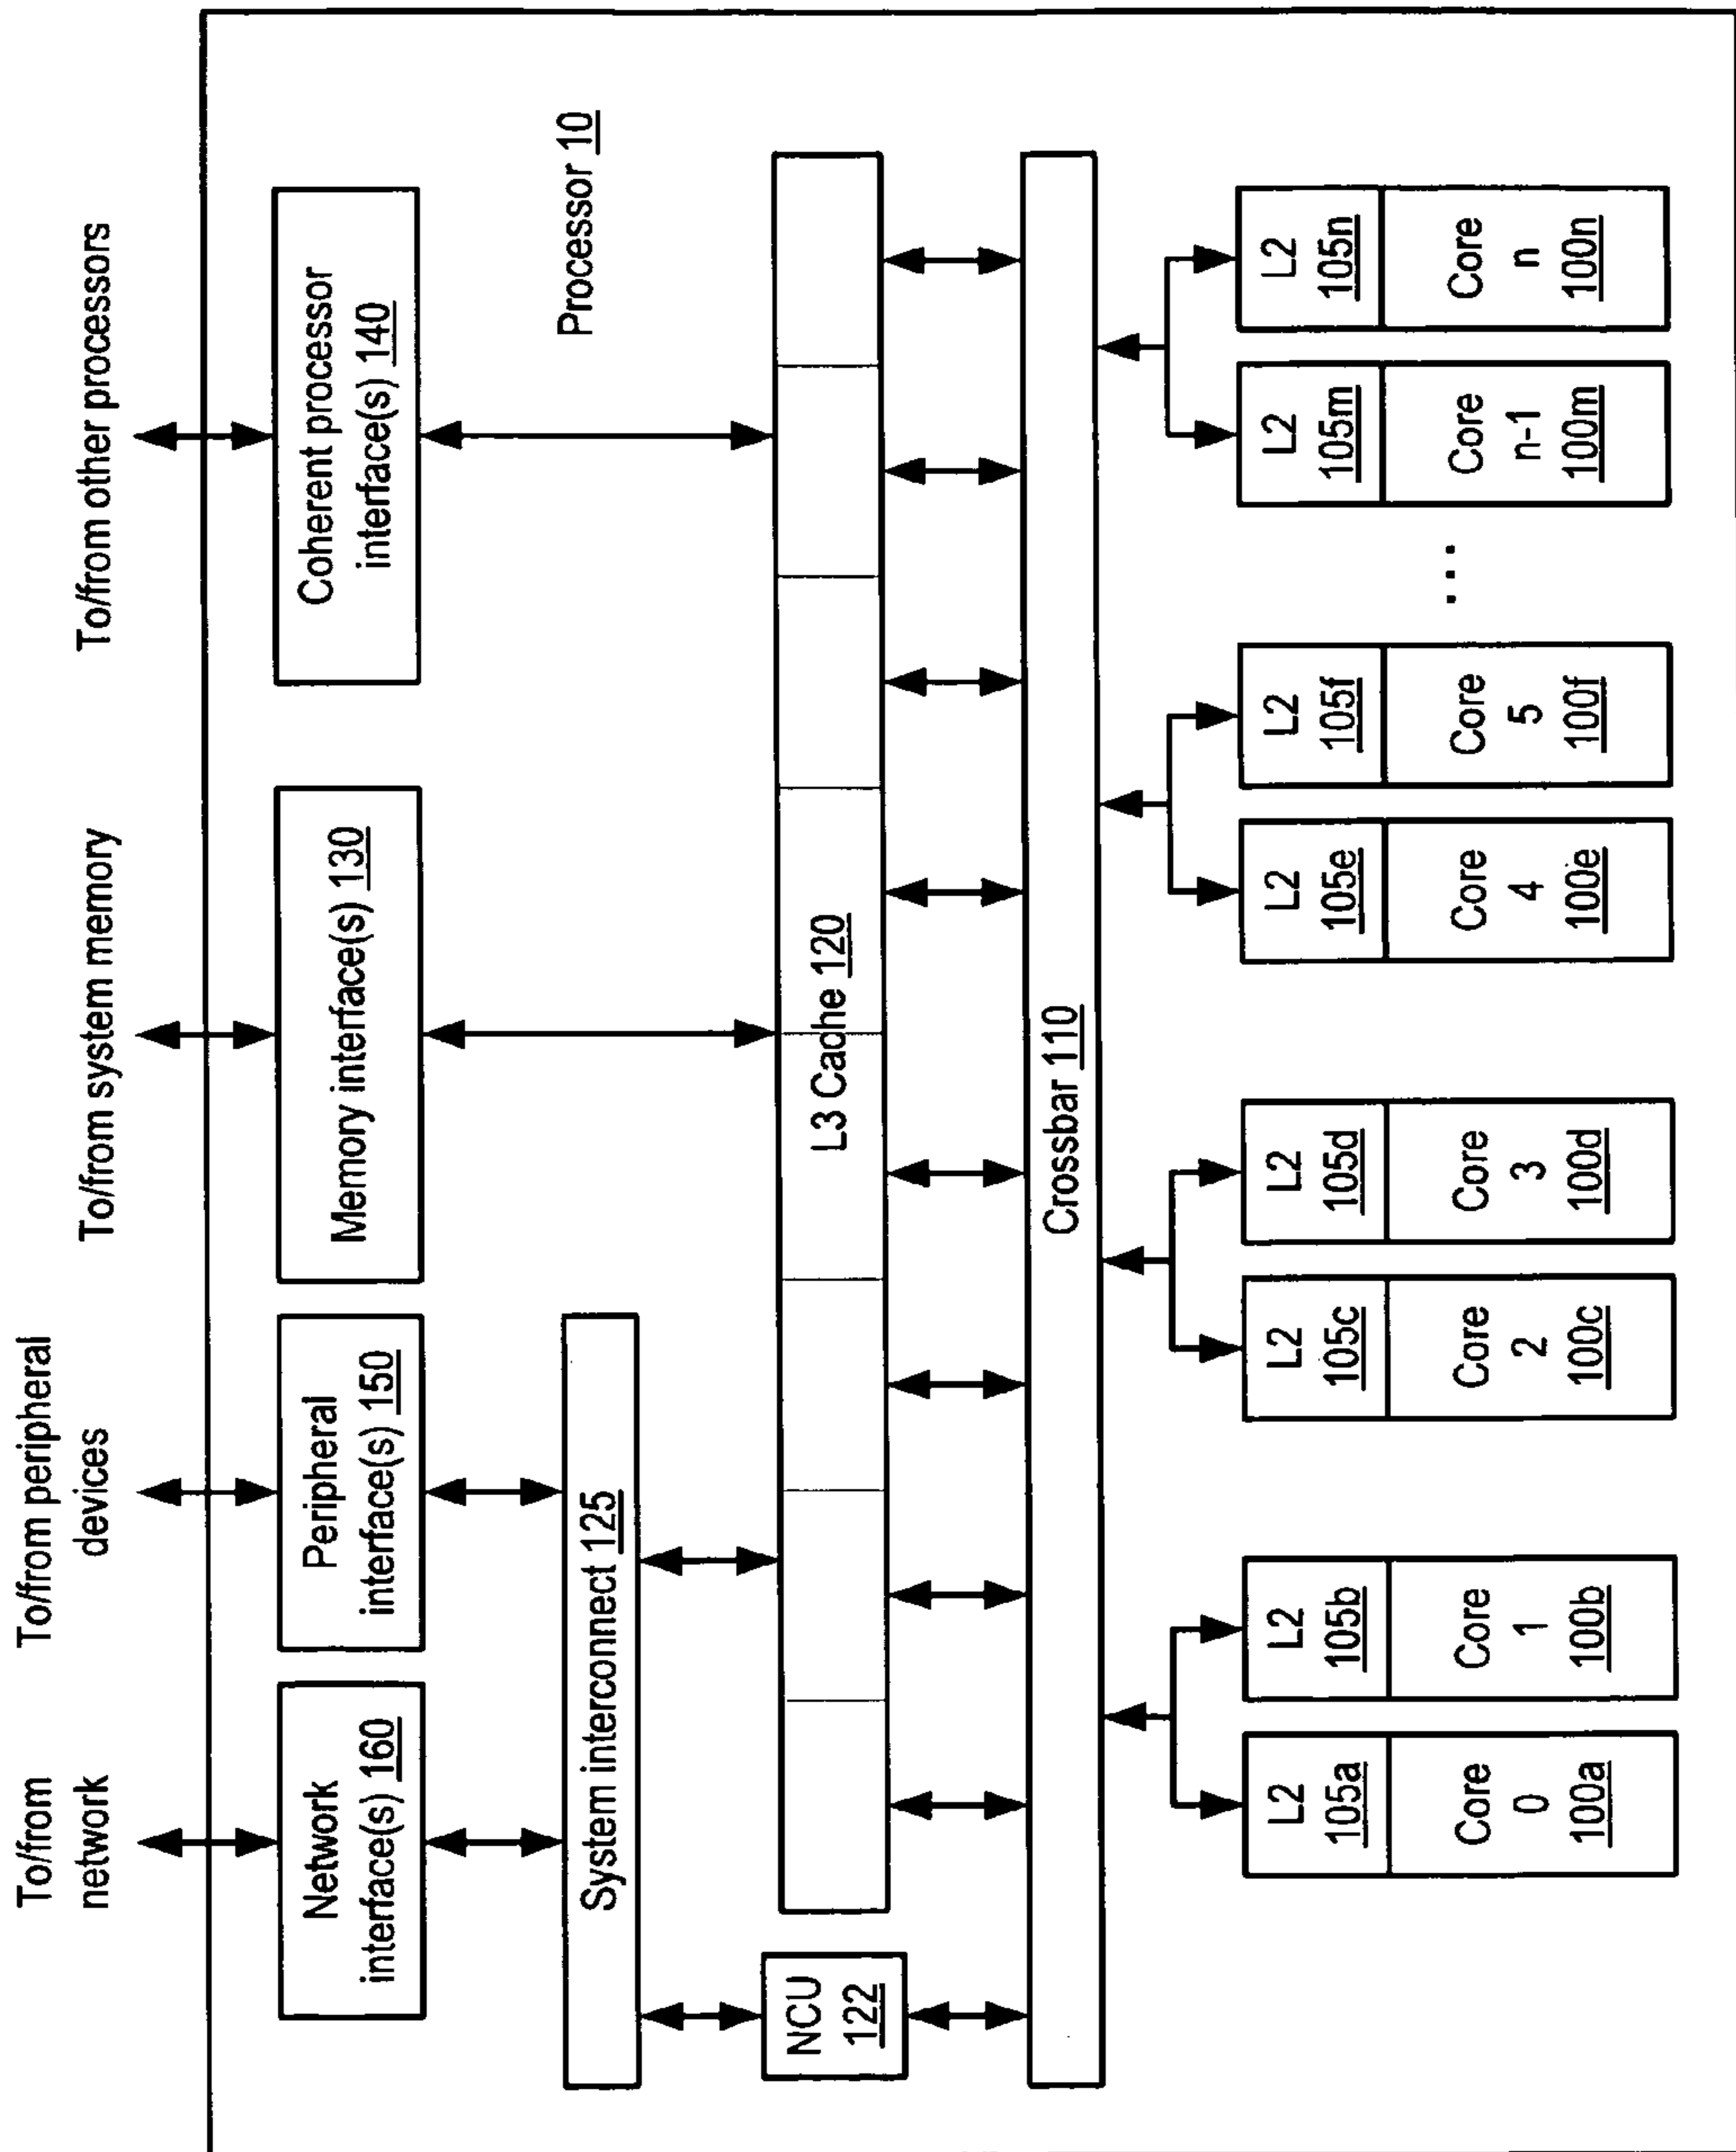 To/from
network
To/from peripheral
devices
To/from system memory
To/from other processors
Network
interface(s) 160
Peripheral
interface(s) 150
Memory interface(s) 130
Coherent processor
interface(s) 140
System interconnect 125
Processor 10
NCU
122
L3 Cache 120
Crossbar 110
L2
105a
Core
0
100a
L2
105b
Core
1
100b
L2
105c
Core
2
100c
L2
105d
Core
3
100d
L2
105e
Core
4
100e
L2
105f
Core
5
100f
...
L2
105m
Core
n-1
100m
L2
105n
Core
n
100n